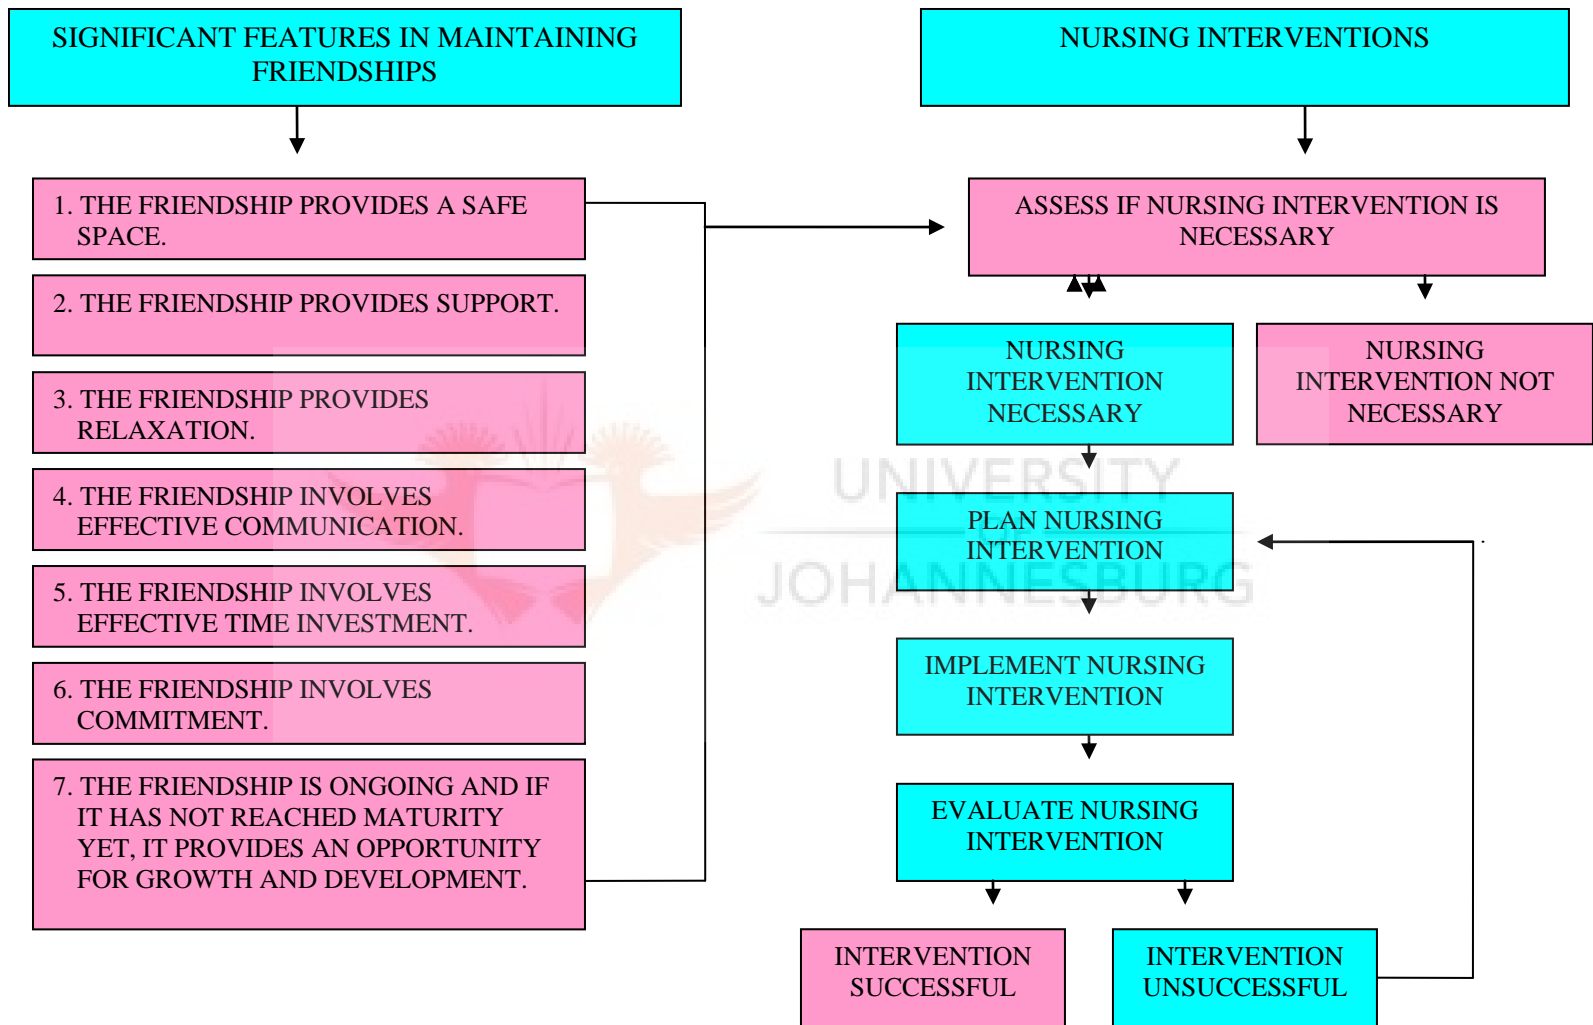 SIGNIFICANT FEATURES IN MAINTAINING
FRIENDSHIPS
1. THE FRIENDSHIP PROVIDES A SAFE
SPACE.
2. THE FRIENDSHIP PROVIDES SUPPORT.
3. THE FRIENDSHIP PROVIDES
RELAXATION.
4. THE FRIENDSHIP INVOLVES
EFFECTIVE COMMUNICATION.
5. THE FRIENDSHIP INVOLVES
EFFECTIVE TIME INVESTMENT.
6. THE FRIENDSHIP INVOLVES
COMMITMENT.
7. THE FRIENDSHIP IS ONGOING AND IF
IT HAS NOT REACHED MATURITY
YET, IT PROVIDES AN OPPORTUNITY
FOR GROWTH AND DEVELOPMENT.
NURSING INTERVENTIONS
ASSESS IF NURSING INTERVENTION IS
NECESSARY
NURSING
INTERVENTION
NECESSARY
NURSING
INTERVENTION NOT
NECESSARY
PLAN NURSING
INTERVENTION
IMPLEMENT NURSING
INTERVENTION
EVALUATE NURSING
INTERVENTION
INTERVENTION
SUCCESSFUL
INTERVENTION
UNSUCCESSFUL
UNIVERSITY
OF
JOHANNESBURG